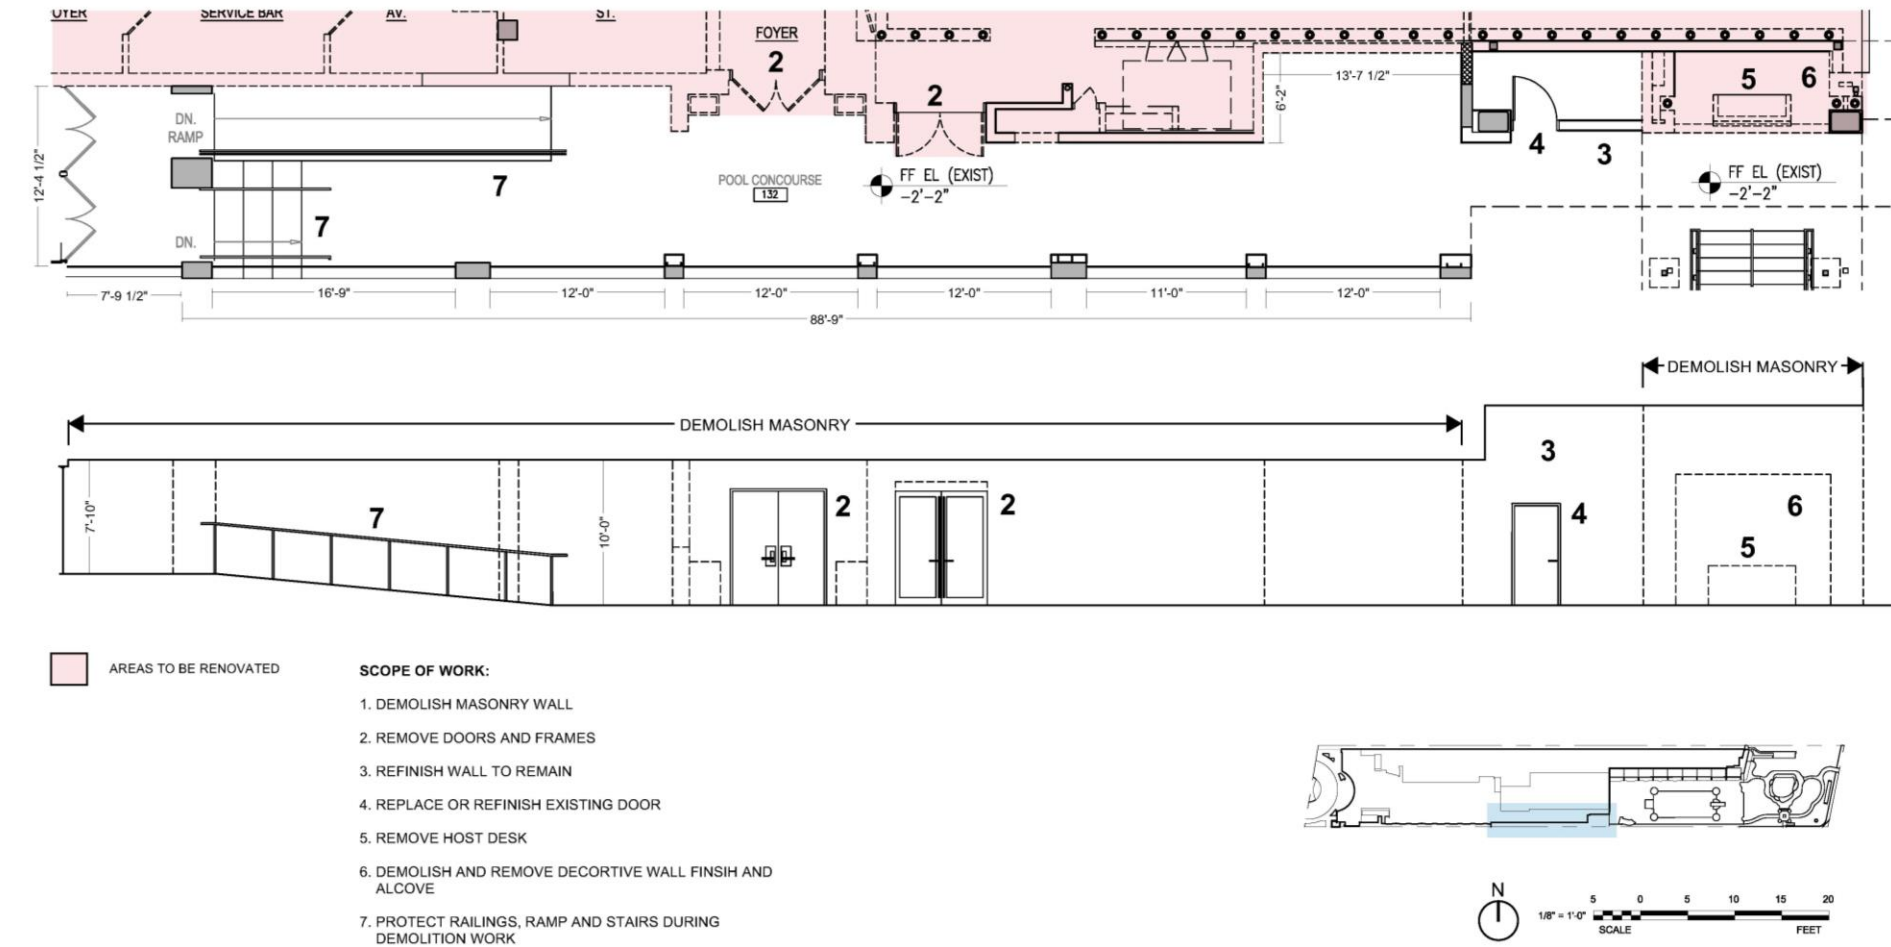 OYER
SERVICE BAR
AV.
ST.
FOYER
2
2
13'-7 1/2"
6'-2"
5
6
DN.
RAMP
4
3
12'-4 1/2"
7
POOL CONCOURSE
132
FF EL (EXIST)
-2'-2"
FF EL (EXIST)
-2'-2"
7
DN.
7'-9 1/2"
16'-9"
12'-0"
12'-0"
12'-0"
11'-0"
12'-0"
88'-9"
DEMOLISH MASONRY
DEMOLISH MASONRY
3
7'-10"
7
10'-0"
2
2
4
6
5
AREAS TO BE RENOVATED
SCOPE OF WORK:
1. DEMOLISH MASONRY WALL
2. REMOVE DOORS AND FRAMES
3. REFINISH WALL TO REMAIN
4. REPLACE OR REFINISH EXISTING DOOR
5. REMOVE HOST DESK
6. DEMOLISH AND REMOVE DECORTIVE WALL FINSIH AND
ALCOVE
7. PROTECT RAILINGS, RAMP AND STAIRS DURING
DEMOLITION WORK
N
1/8" = 1'-0"
5 0 5 10 15 20
SCALE FEET